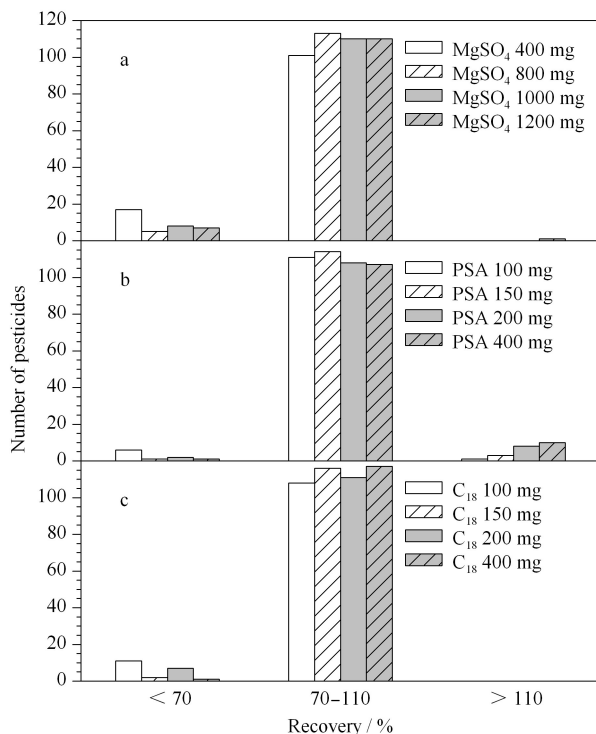 120
100
80
60
40
20
0
a
MgSO₄ 400 mg
MgSO₄ 800 mg
MgSO₄ 1000 mg
MgSO₄ 1200 mg
100
80
60
40
20
0
b
PSA 100 mg
PSA 150 mg
PSA 200 mg
PSA 400 mg
Number of pesticides
100
80
60
40
20
0
c
C₁₈ 100 mg
C₁₈ 150 mg
C₁₈ 200 mg
C₁₈ 400 mg
< 70
70–110
> 110
Recovery / %